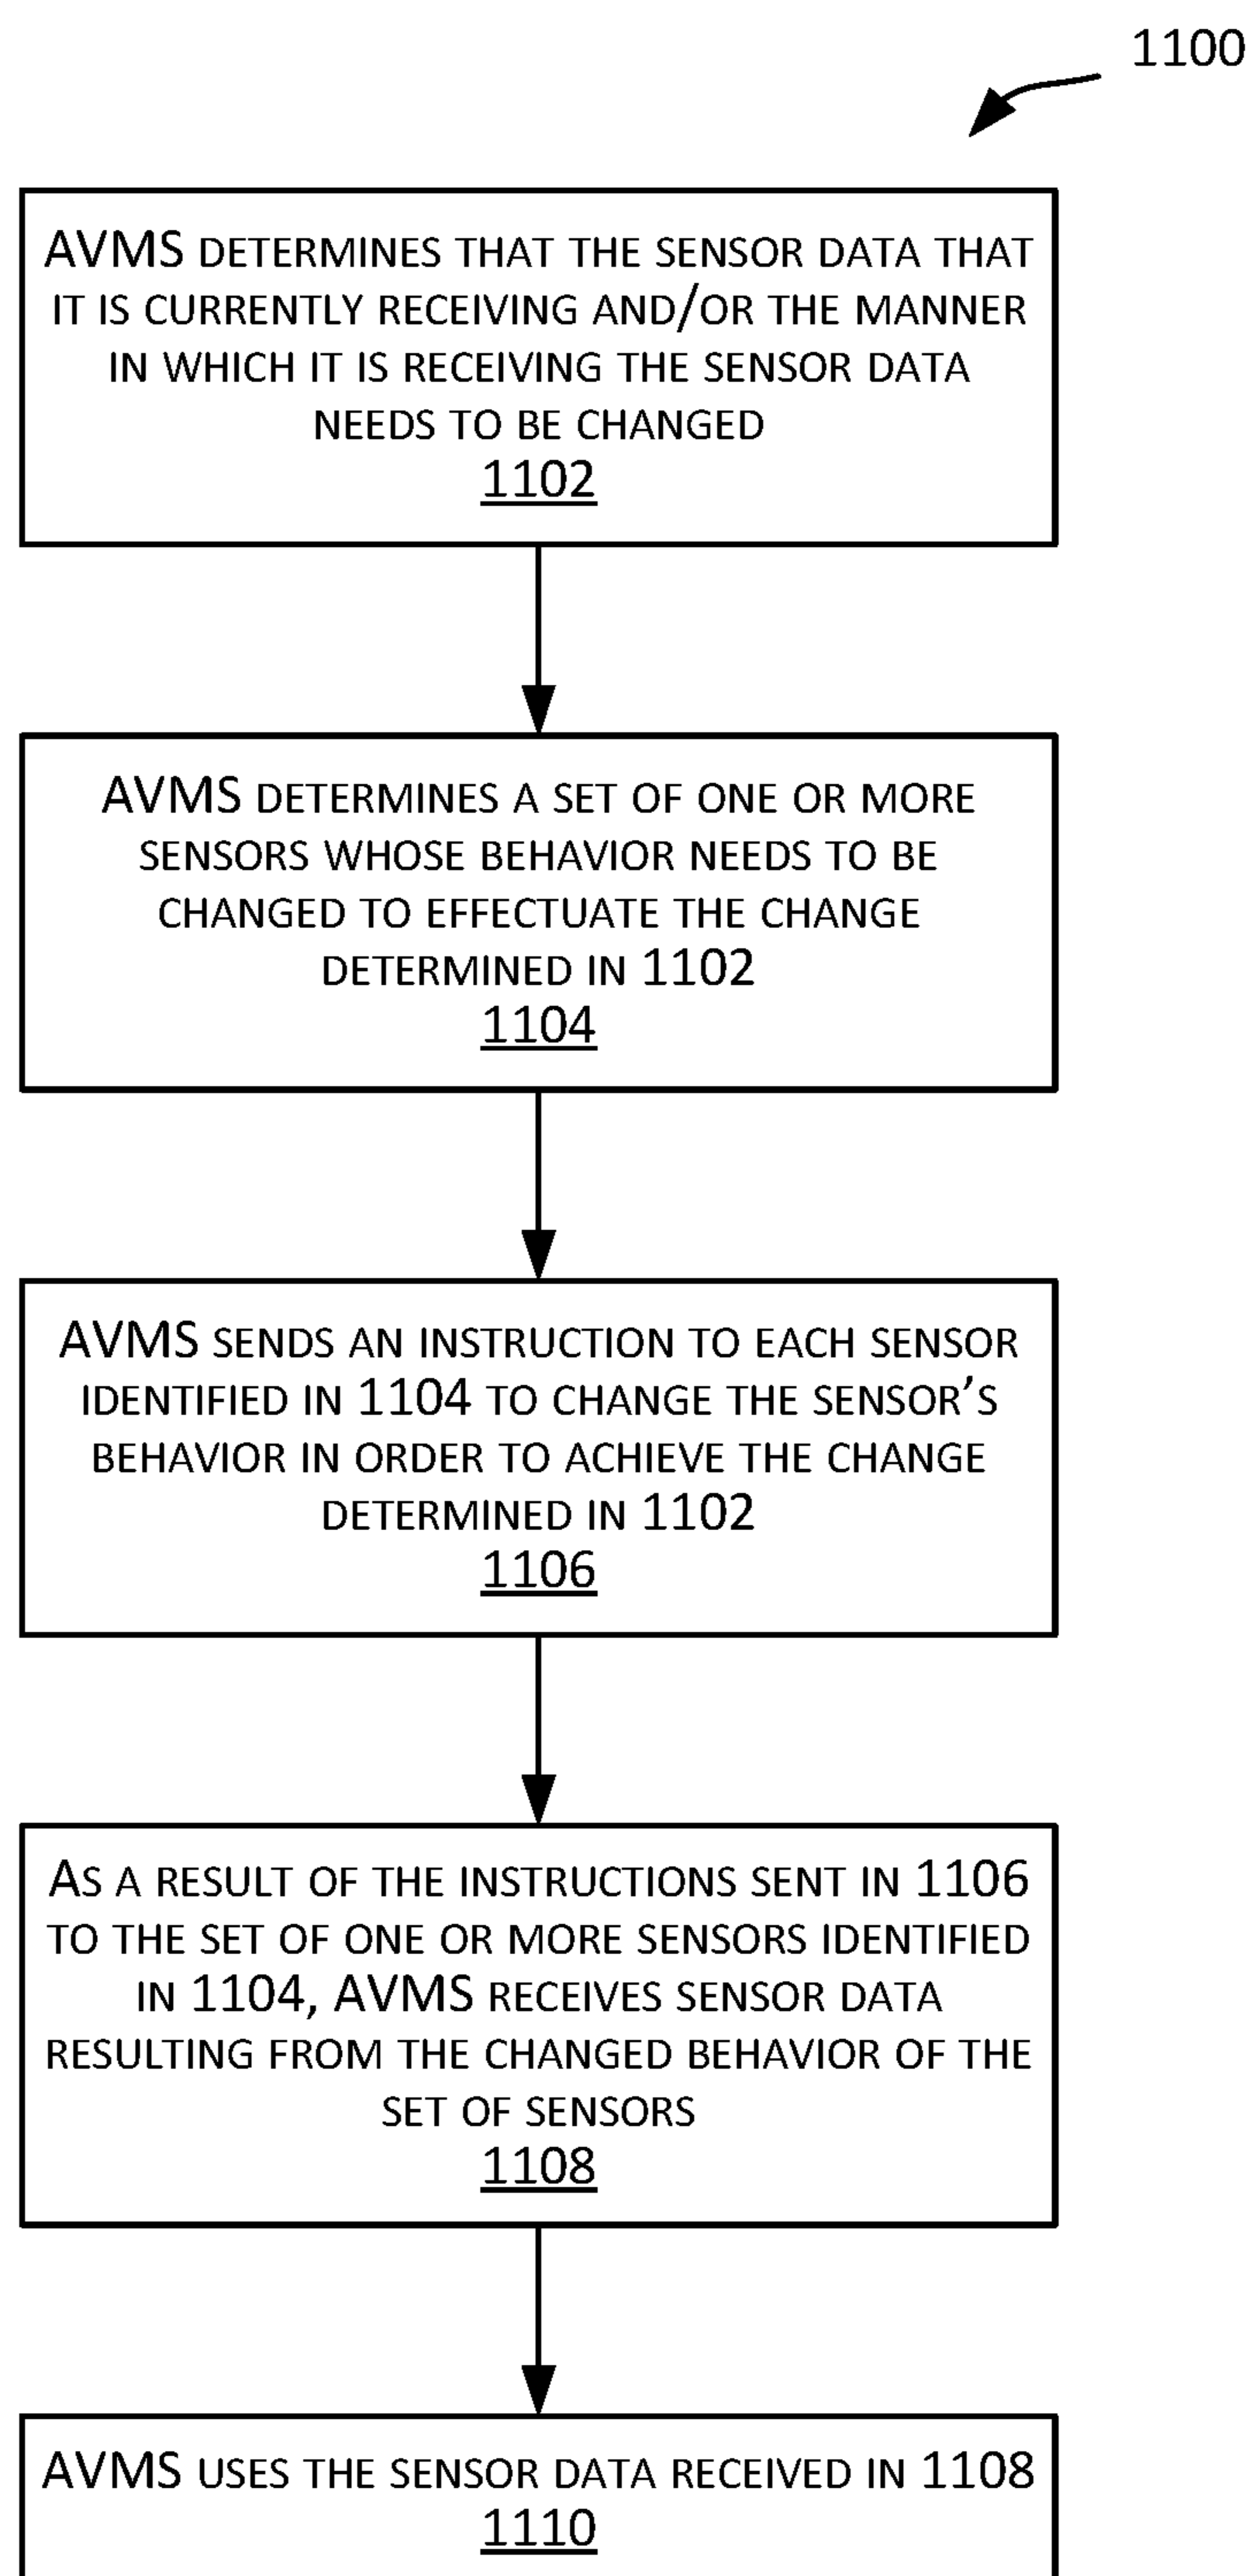 1100
AVMS DETERMINES THAT THE SENSOR DATA THAT
IT IS CURRENTLY RECEIVING AND/OR THE MANNER
IN WHICH IT IS RECEIVING THE SENSOR DATA
NEEDS TO BE CHANGED
1102
AVMS DETERMINES A SET OF ONE OR MORE
SENSORS WHOSE BEHAVIOR NEEDS TO BE
CHANGED TO EFFECTUATE THE CHANGE
DETERMINED IN 1102
1104
AVMS SENDS AN INSTRUCTION TO EACH SENSOR
IDENTIFIED IN 1104 TO CHANGE THE SENSOR'S
BEHAVIOR IN ORDER TO ACHIEVE THE CHANGE
DETERMINED IN 1102
1106
AS A RESULT OF THE INSTRUCTIONS SENT IN 1106
TO THE SET OF ONE OR MORE SENSORS IDENTIFIED
IN 1104, AVMS RECEIVES SENSOR DATA
RESULTING FROM THE CHANGED BEHAVIOR OF THE
SET OF SENSORS
1108
AVMS USES THE SENSOR DATA RECEIVED IN 1108
1110